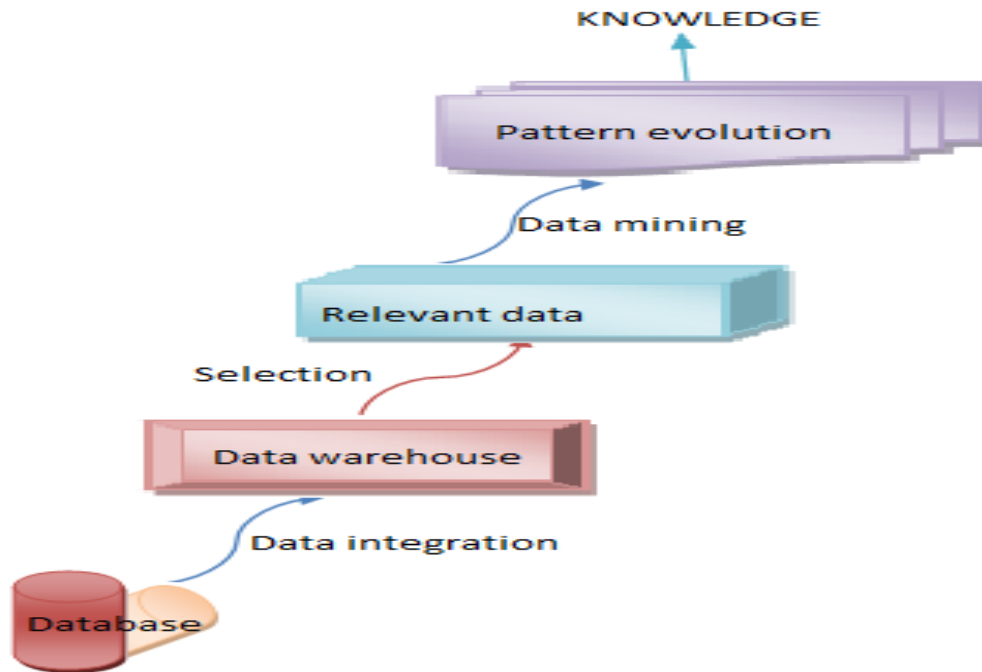 KNOWLEDGE
Pattern evolution
Data mining
Relevant data
Selection
Data warehouse
Data integration
Database